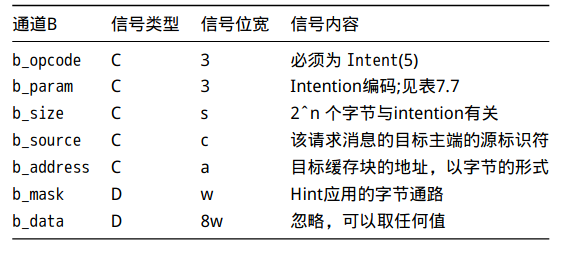 通道B 信号类型 信号位宽 信号内容
b_opcode C 3 必须为 Intent(5)
b_param C 3 Intention编码;见表7.7
b_size C s 2^n 个字节与intention有关
b_source C c 该请求消息的目标主端的源标识符
b_address C a 目标缓存块的地址，以字节的形式
b_mask D w Hint应用的字节通路
b_data D 8w 忽略，可以取任何值